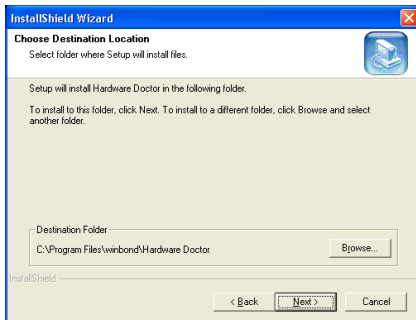 InstallShield Wizard
Choose Destination Location
Select folder where Setup will install files.
Setup will install Hardware Doctor in the following folder.
To install to this folder, click Next. To install to a different folder, click Browse and select
another folder.
Destination Folder
C:\Program Files\winbond\Hardware Doctor
Browse...
InstallShield
< Back
Next >
Cancel